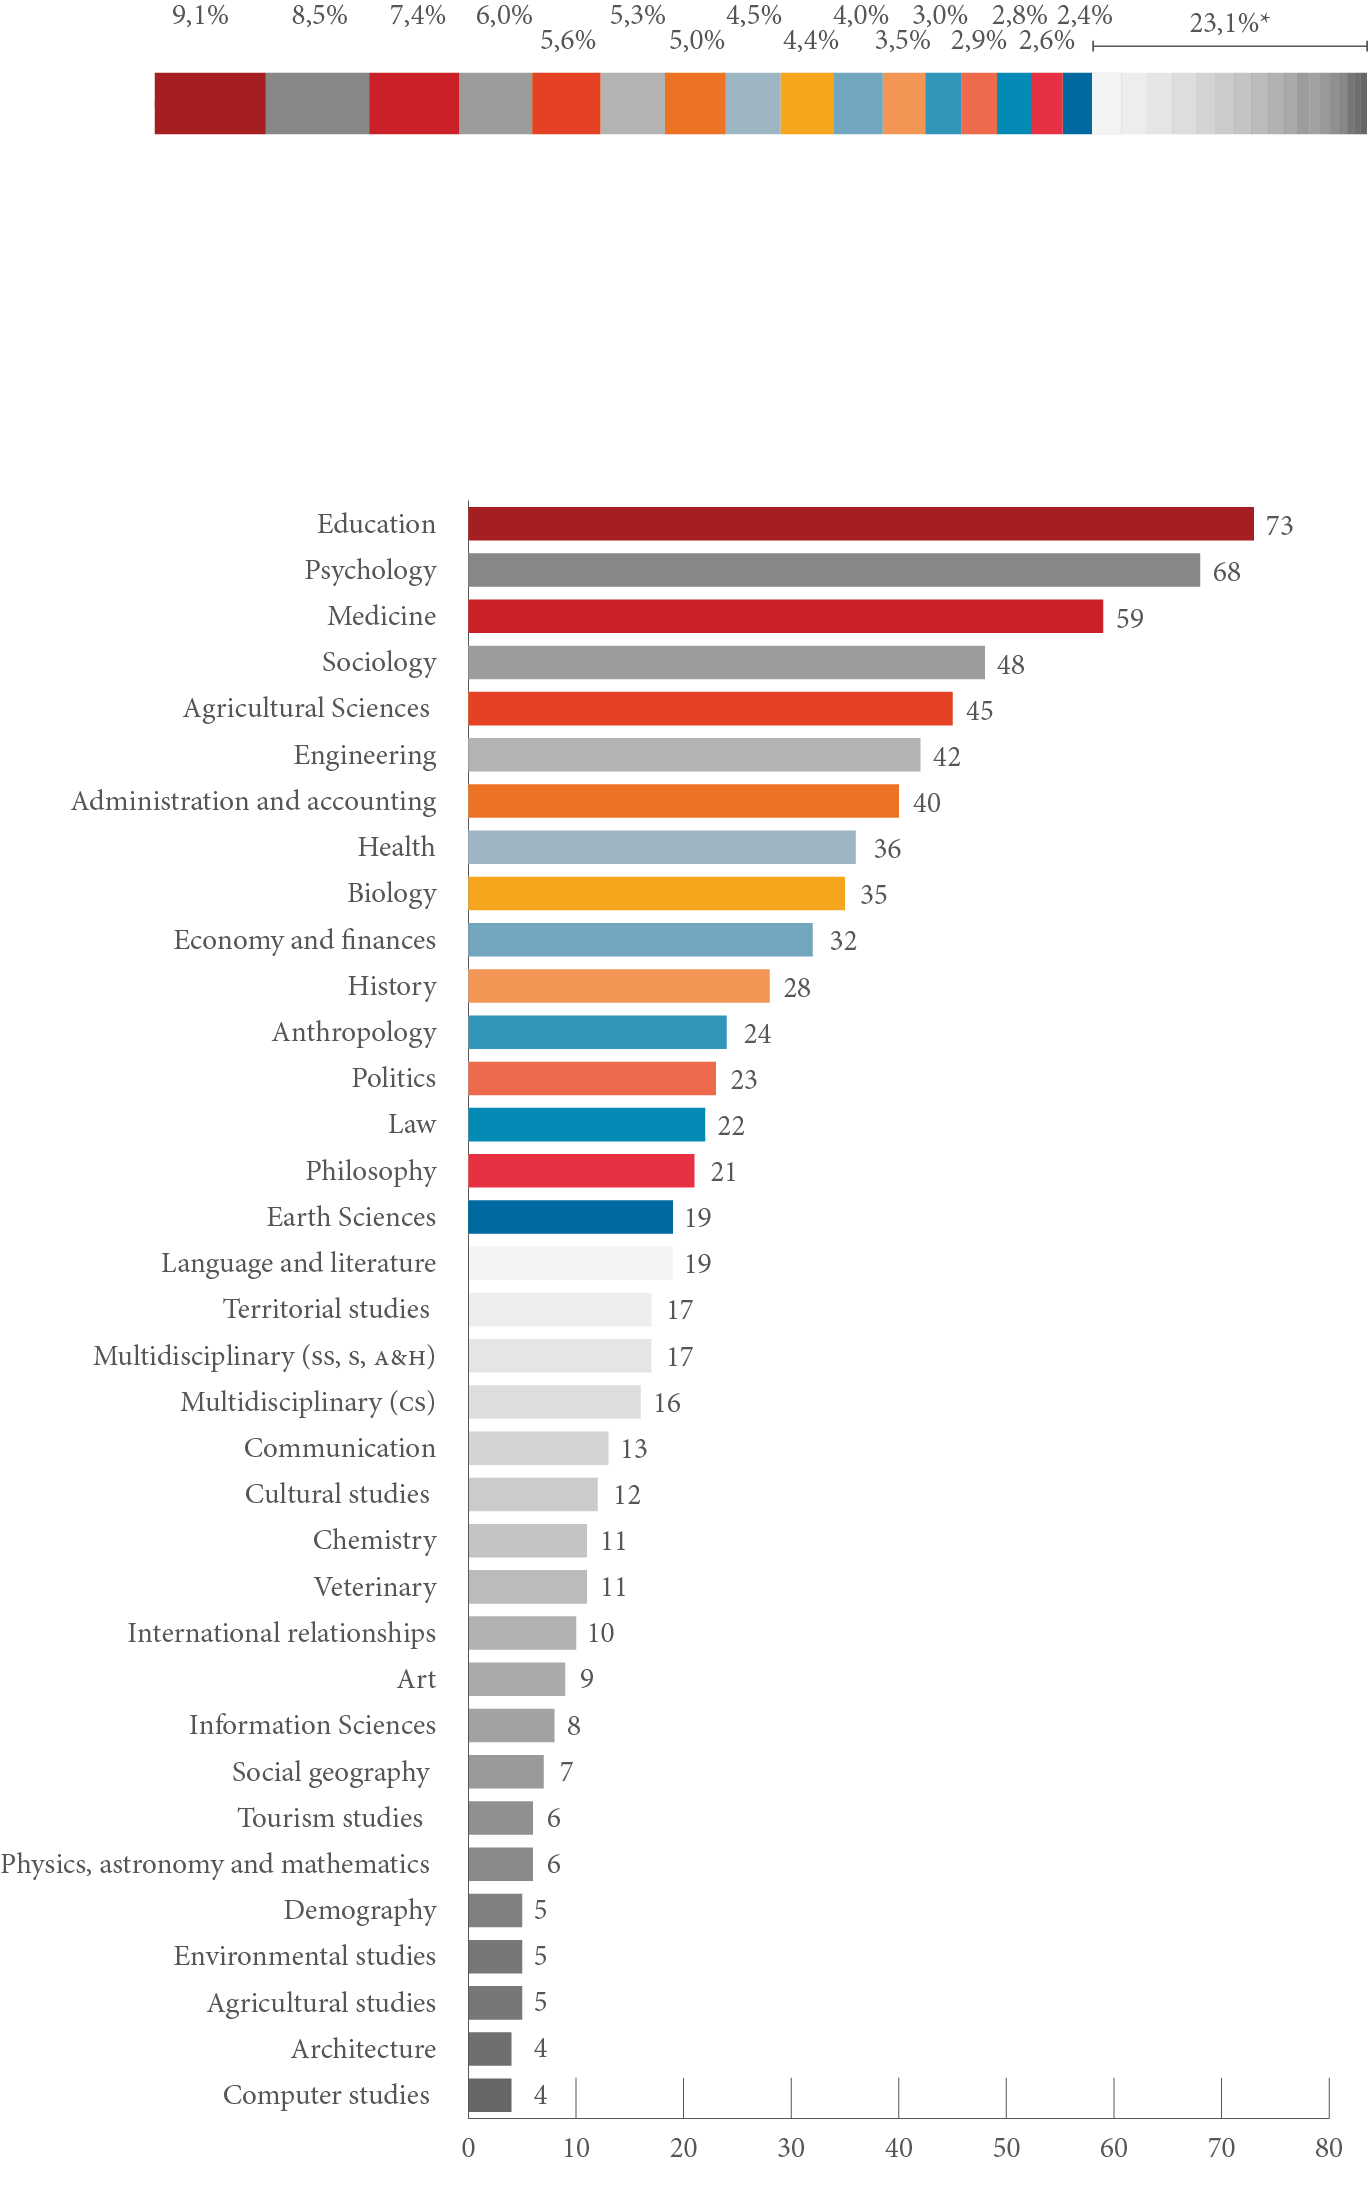 9,1% 8,5% 7,4% 6,0% 5,3% 4,5% 4,0% 3,0% 2,8% 2,4% 23,1%*
5,6% 5,0% 4,4% 3,5% 2,9% 2,6%
Education 73
Psychology 68
Medicine 59
Sociology 48
Agricultural Sciences 45
Engineering 42
Administration and accounting 40
Health 36
Biology 35
Economy and finances 32
History 28
Anthropology 24
Politics 23
Law 22
Philosophy 21
Earth Sciences 19
Language and literature 19
Territorial studies 17
Multidisciplinary (SS, S, A&H) 17
Multidisciplinary (CS) 16
Communication 13
Cultural studies 12
Chemistry 11
Veterinary 11
International relationships 10
Art 9
Information Sciences 8
Social geography 7
Tourism studies 6
Physics, astronomy and mathematics 6
Demography 5
Environmental studies 5
Agricultural studies 5
Architecture 4
Computer studies 4
0 10 20 30 40 50 60 70 80